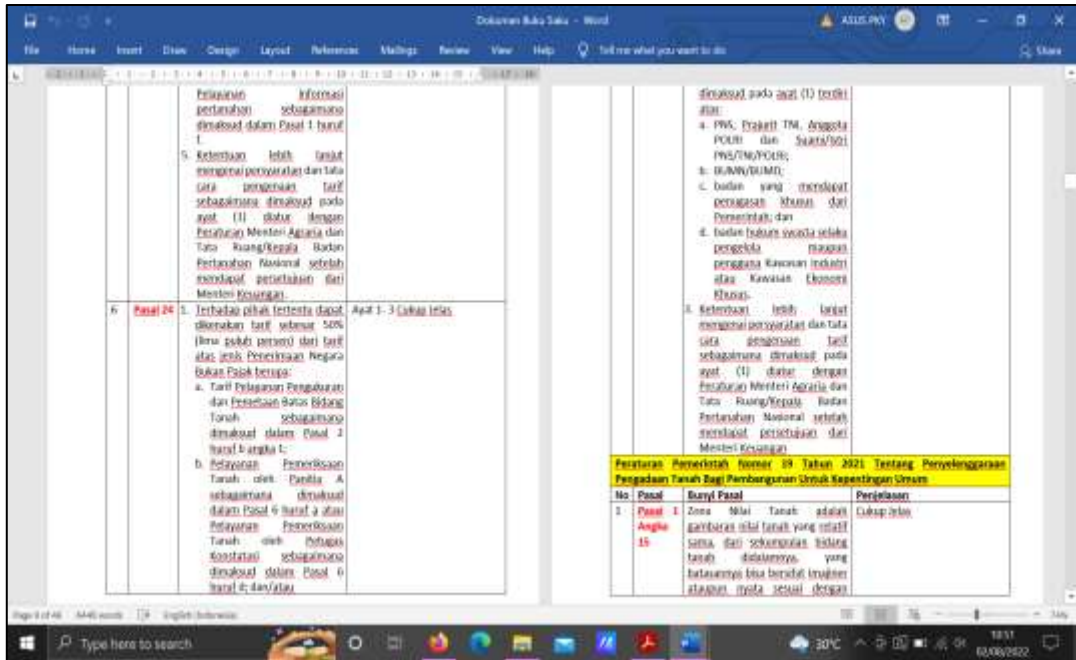 Dokumen Buku Saku - Word
ASUS PKY
File Home Insert Draw Design Layout References Mailings Review View Help Tell me what you want to do Share
Pelayanan Informasi
pertanahan sebagaimana
dimaksud dalam Pasal 1 huruf
5. Ketentuan lebih lanjut
mengenai persyaratan dan tata
cara pengenaan tarif
sebagaimana dimaksud pada
ayat (1) diatur dengan
Peraturan Menteri Agraria dan
Tata Ruang/Kepala Badan
Pertanahan Nasional setelah
mendapat persetujuan dari
Menteri Keuangan.
6 Pasal 24 1. Terhadap pihak tertentu dapat Ayat 1- 3 Cukup Jelas
dikenakan tarif sebesar 50%
(lima puluh persen) dari tarif
atas jenis Penerimaan Negara
Bukan Pajak berupa:
a. Tarif Pelayanan Pengukuran
dan Pemetaan Batas Bidang
Tanah sebagaimana
dimaksud dalam Pasal
huruf b angka 1;
b. Pelayanan Pemeriksaan
Tanah oleh Panitia A
sebagaimana dimaksud
dalam Pasal 6 huruf a atau
Pelayanan Pemeriksaan
Tanah oleh Petugas
Konstatasi sebagaimana
dimaksud dalam Pasal 6
huruf d; dan/atau
dimaksud pada ayat (1) terdiri
atas:
a. PNS, Prajurit TNI, Anggota
POLRI dan Suami/Istri
PNS/TNI/POLRI;
b. BUMN/BUMD;
c. badan yang mendapat
penugasan khusus dari
Pemerintah; dan
d. badan hukum swasta selaku
pengelola maupun
pengguna Kawasan Industri
atau Kawasan Ekonomi
Khusus.
3. Ketentuan lebih lanjut
mengenai persyaratan dan tata
cara pengenaan tarif
sebagaimana dimaksud pada
ayat (1) diatur dengan
Peraturan Menteri Agraria dan
Tata Ruang/Kepala Badan
Pertanahan Nasional setelah
mendapat persetujuan dari
Menteri Keuangan
Peraturan Pemerintah Nomor 19 Tahun 2021 Tentang Penyelenggaraan
Pengadaan Tanah Bagi Pembangunan Untuk Kepentingan Umum
No Pasal Bunyi Pasal Penjelasan
1 Pasal 1 Zona Nilai Tanah adalah Cukup Jelas
Angka gambaran nilai tanah yang relatif
15 sama, dari sekumpulan bidang
tanah didalamnya, yang
batasannya bisa bersifat imajiner
ataupun nyata sesuai dengan
words English Indonesia
Type here to search 30°C 10:51
02/08/2022